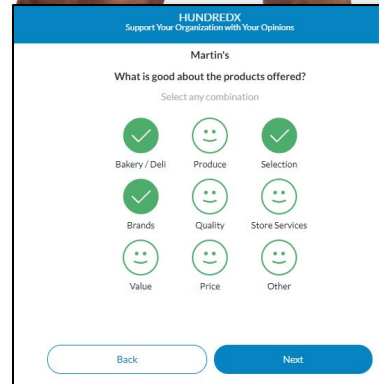 HUNDREDX
Support Your Organization with Your Opinions
Martin's
What is good about the products offered?
Select any combination
Bakery / Deli Produce Selection
Brands Quality Store Services
Value Price Other
Back Next